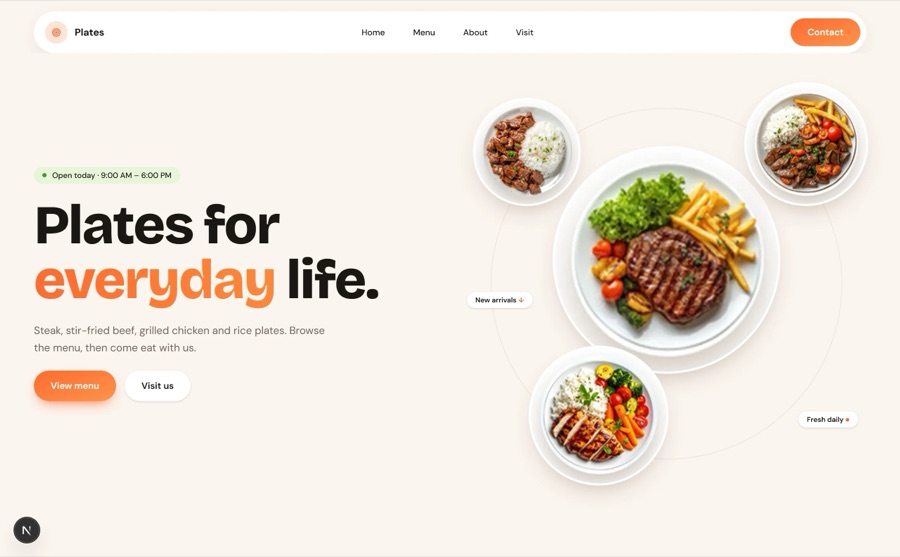 Plates
Home
Menu
About
Visit
Contact
Open today · 9:00 AM – 6:00 PM
Plates for
everyday life.
Steak, stir-fried beef, grilled chicken and rice plates. Browse
the menu, then come eat with us.
View menu
Visit us
New arrivals ↓
Fresh daily
N